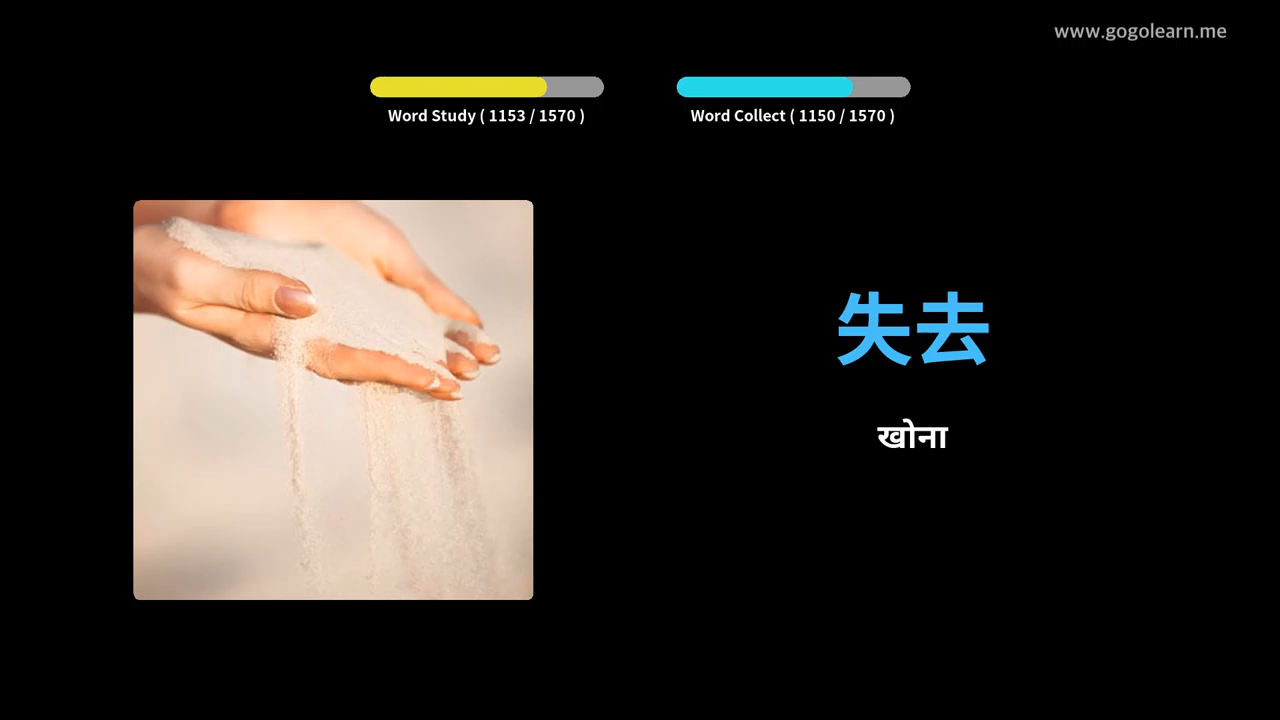 www.gogolearn.me
Word Study ( 1153 / 1570 )
Word Collect ( 1150 / 1570 )
失去
खोना